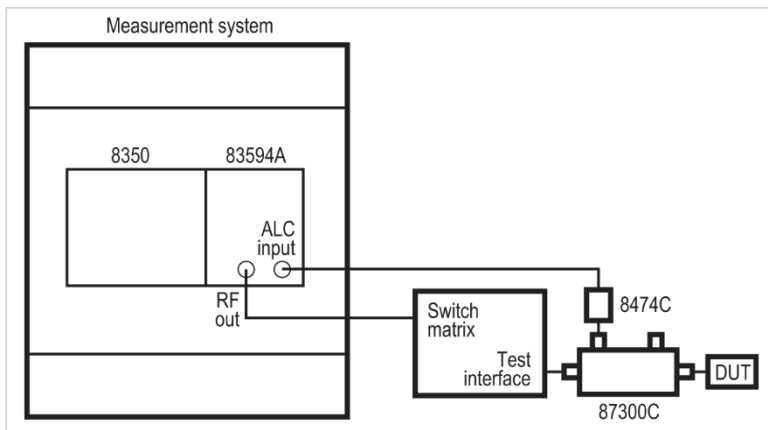 Measurement system
8350
83594A
ALC
input
RF
out
Switch
matrix
Test
interface
8474C
87300C
DUT